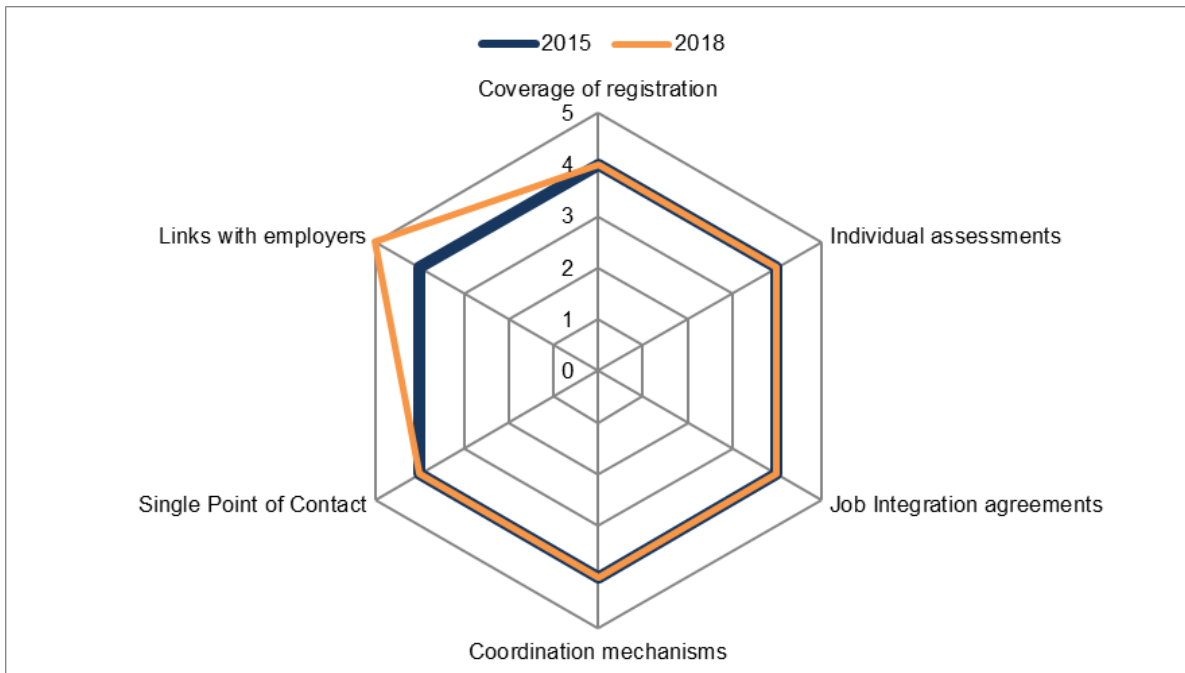 2015 2018
Coverage of registration
5
4
3
2
1
0
Links with employers
Individual assessments
Single Point of Contact
Job Integration agreements
Coordination mechanisms